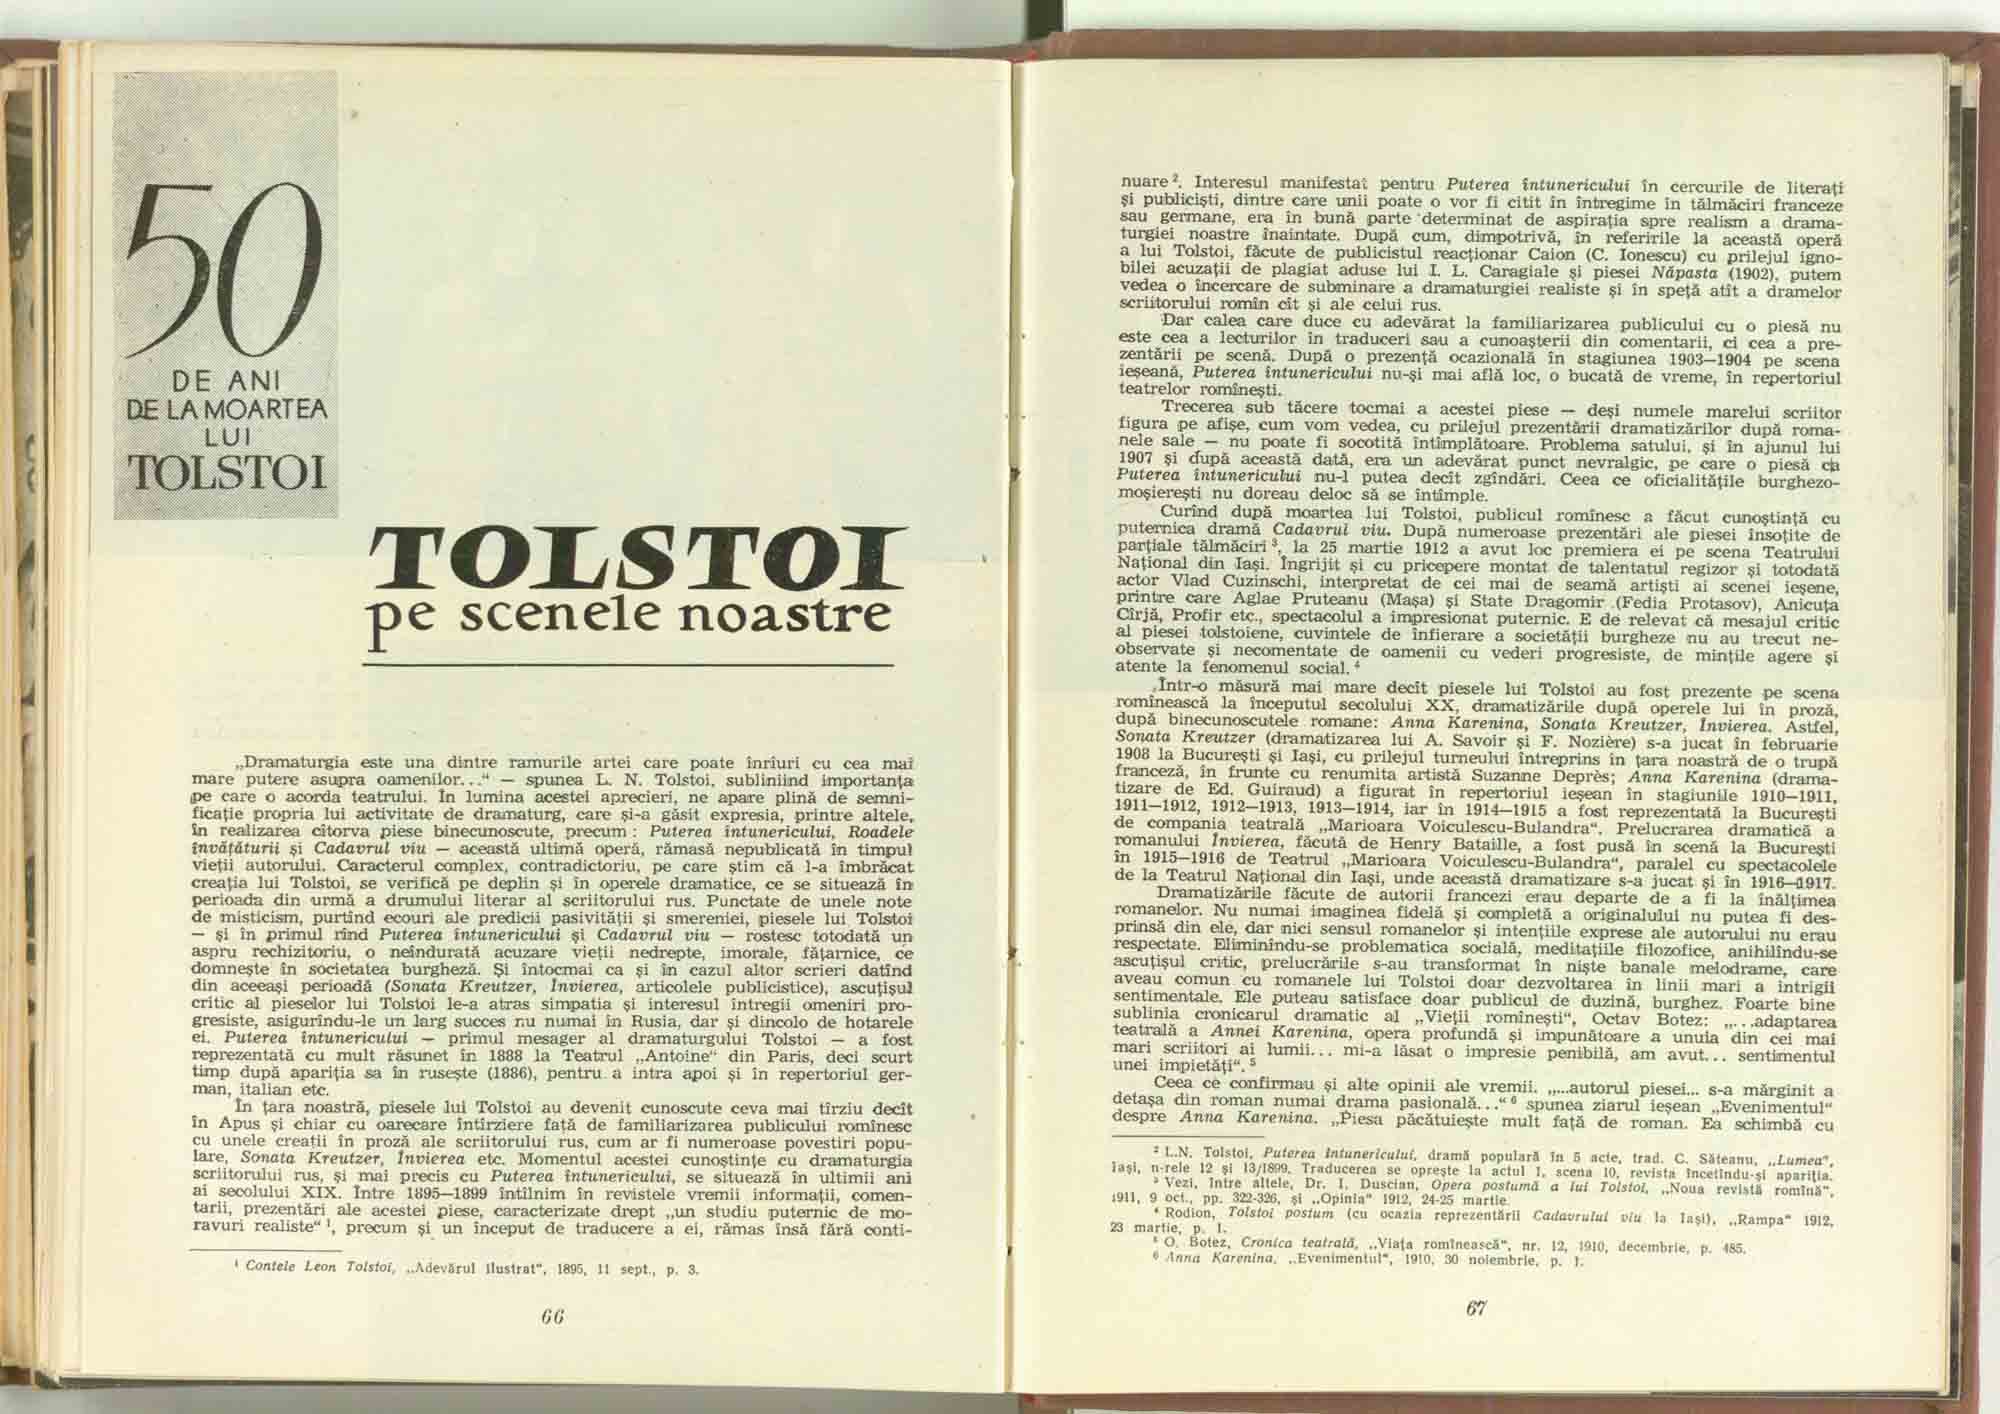 50
DE ANI
DE LA MOARTEA
LUI
TOLSTOI
TOLSTOI
pe scenele noastre
„Dramaturgia este una dintre ramurile artei care poate înrîuri cu cea mai
mare putere asupra oamenilor...“ — spunea L. N. Tolstoi, subliniind importanța
pe care o acorda teatrului. În lumina acestei aprecieri, ne apare plină de semni-
ficație propria lui activitate de dramaturg, care și-a găsit expresia, printre altele,
în realizarea cîtorva piese binecunoscute, precum : Puterea întunericului, Roadele
învățăturii și Cadavrul viu — această ultimă operă, rămasă nepublicată în timpul
vieții autorului. Caracterul complex, contradictoriu, pe care știm că l-a îmbrăcat
creația lui Tolstoi, se verifică pe deplin și în operele dramatice, ce se situează în
perioada din urmă a drumului literar al scriitorului rus. Punctate de unele note
de misticism, purtînd ecouri ale predicii pasivității și smereniei, piesele lui Tolstoi
— și în primul rînd Puterea întunericului și Cadavrul viu — rostesc totodată un
aspru rechizitoriu, o neîndurată acuzare vieții nedrepte, imorale, fățarnice, ce
domnește în societatea burgheză. Și întocmai ca și în cazul altor scrieri datînd
din aceeași perioadă (Sonata Kreutzer, Învierea, articolele publicistice), ascuțișul
critic al pieselor lui Tolstoi le-a atras simpatia și interesul întregii omeniri pro-
gresiste, asigurîndu-le un larg succes nu numai în Rusia, dar și dincolo de hotarele
ei. Puterea întunericului — primul mesager al dramaturgului Tolstoi — a fost
reprezentată cu mult răsunet în 1888 la Teatrul „Antoine“ din Paris, deci scurt
timp după apariția sa în rusește (1886), pentru a intra apoi și în repertoriul ger-
man, italian etc.
În țara noastră, piesele lui Tolstoi au devenit cunoscute ceva mai tîrziu decît
în Apus și chiar cu oarecare întîrziere față de familiarizarea publicului romînesc
cu unele creații în proză ale scriitorului rus, cum ar fi numeroase povestiri popu-
lare, Sonata Kreutzer, Învierea etc. Momentul acestei cunoștințe cu dramaturgia
scriitorului rus, și mai precis cu Puterea întunericului, se situează în ultimii ani
ai secolului XIX. Între 1895—1899 întîlnim în revistele vremii informații, comen-
tarii, prezentări ale acestei piese, caracterizate drept „un studiu puternic de mo-
ravuri realiste“ 1, precum și un început de traducere a ei, rămas însă fără conti-
1 Contele Leon Tolstoi, „Adevărul ilustrat“, 1895, 11 sept., p. 3.
66
nuare 2. Interesul manifestat pentru Puterea întunericului în cercurile de literați
și publiciști, dintre care unii poate o vor fi citit în întregime în tălmăciri franceze
sau germane, era în bună parte determinat de aspirația spre realism a drama-
turgiei noastre înaintate. După cum, dimpotrivă, în referirile la această operă
a lui Tolstoi, făcute de publicistul reacționar Caion (C. Ionescu) cu prilejul igno-
bilei acuzații de plagiat aduse lui I. L. Caragiale și piesei Năpasta (1902), putem
vedea o încercare de subminare a dramaturgiei realiste și în speță atît a dramelor
scriitorului romîn cît și ale celui rus.
Dar calea care duce cu adevărat la familiarizarea publicului cu o piesă nu
este cea a lecturilor în traduceri sau a cunoașterii din comentarii, ci cea a pre-
zentării pe scenă. După o prezență ocazională în stagiunea 1903—1904 pe scena
ieșeană, Puterea întunericului nu-și mai află loc, o bucată de vreme, în repertoriul
teatrelor romînești.
Trecerea sub tăcere tocmai a acestei piese — deși numele marelui scriitor
figura pe afișe, cum vom vedea, cu prilejul prezentării dramatizărilor după roma-
nele sale — nu poate fi socotită întîmplătoare. Problema satului, și în ajunul lui
1907 și după această dată, era un adevărat punct nevralgic, pe care o piesă ca
Puterea întunericului nu-l putea decît zgîndări. Ceea ce oficialitățile burghezo-
moșierești nu doreau deloc să se întîmple.
Curînd după moartea lui Tolstoi, publicul romînesc a făcut cunoștință cu
puternica dramă Cadavrul viu. După numeroase prezentări ale piesei însoțite de
parțiale tălmăciri 3, la 25 martie 1912 a avut loc premiera ei pe scena Teatrului
Național din Iași. Îngrijit și cu pricepere montat de talentatul regizor și totodată
actor Vlad Cuzinschi, interpretat de cei mai de seamă artiști ai scenei ieșene,
printre care Aglae Pruteanu (Mașa) și State Dragomir (Fedia Protasov), Anicuța
Cîrjă, Profir etc., spectacolul a impresionat puternic. E de relevat că mesajul critic
al piesei tolstoiene, cuvintele de înfierare a societății burgheze nu au trecut ne-
observate și necomentate de oamenii cu vederi progresiste, de mințile agere și
atente la fenomenul social. 4
Într-o măsură mai mare decît piesele lui Tolstoi au fost prezente pe scena
romînească la începutul secolului XX, dramatizările după operele lui în proză,
după binecunoscutele romane: Anna Karenina, Sonata Kreutzer, Învierea. Astfel,
Sonata Kreutzer (dramatizarea lui A. Savoir și F. Nozière) s-a jucat în februarie
1908 la București și Iași, cu prilejul turneului întreprins în țara noastră de o trupă
franceză, în frunte cu renumita artistă Suzanne Deprès; Anna Karenina (drama-
tizare de Ed. Guiraud) a figurat în repertoriul ieșean în stagiunile 1910—1911,
1911—1912, 1912—1913, 1913—1914, iar în 1914—1915 a fost reprezentată la București
de compania teatrală „Marioara Voiculescu-Bulandra“. Prelucrarea dramatică a
romanului Învierea, făcută de Henry Bataille, a fost pusă în scenă la București
în 1915—1916 de Teatrul „Marioara Voiculescu-Bulandra“, paralel cu spectacolele
de la Teatrul Național din Iași, unde această dramatizare s-a jucat și în 1916—1917.
Dramatizările făcute de autorii francezi erau departe de a fi la înălțimea
romanelor. Nu numai imaginea fidelă și completă a originalului nu putea fi des-
prinsă din ele, dar nici sensul romanelor și intențiile exprese ale autorului nu erau
respectate. Eliminîndu-se problematica socială, meditațiile filozofice, anihilîndu-se
ascuțișul critic, prelucrările s-au transformat în niște banale melodrame, care
aveau comun cu romanele lui Tolstoi doar dezvoltarea în linii mari a intrigii
sentimentale. Ele puteau satisface doar publicul de duzină, burghez. Foarte bine
sublinia cronicarul dramatic al „Vieții romînești“, Octav Botez: „...adaptarea
teatrală a Annei Karenina, opera profundă și impunătoare a unuia din cei mai
mari scriitori ai lumii... mi-a lăsat o impresie penibilă, am avut... sentimentul
unei impietăți“. 5
Ceea ce confirmau și alte opinii ale vremii. „...autorul piesei... s-a mărginit a
detașa din roman numai drama pasională...“ 6 spunea ziarul ieșean „Evenimentul“
despre Anna Karenina. „Piesa păcătuiește mult față de roman. Ea schimbă cu
2 L.N. Tolstoi, Puterea întunericului, dramă populară în 5 acte, trad. C. Săteanu, „Lumea“,
Iași, n-rele 12 și 13/1899. Traducerea se oprește la actul I, scena 10, revista încetîndu-și apariția.
3 Vezi, între altele, Dr. I. Duscian, Opera postumă a lui Tolstoi, „Noua revistă romînă“,
1911, 9 oct., pp. 322-326, și „Opinia“ 1912, 24-25 martie.
4 Rodion, Tolstoi postum (cu ocazia reprezentării Cadavrului viu la Iași), „Rampa“ 1912,
23 martie, p. 1.
5 O. Botez, Cronica teatrală, „Viața romînească“, nr. 12, 1910, decembrie, p. 485.
6 Anna Karenina, „Evenimentul“, 1910, 30 noiembrie, p. 1.
67